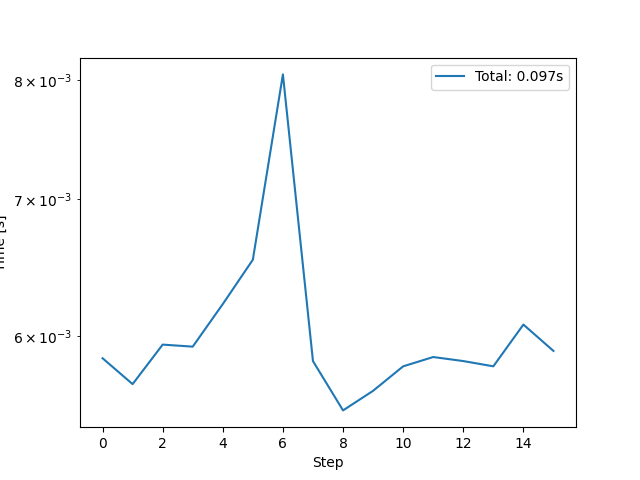 Total: 0.097s
8 × 10⁻³
7 × 10⁻³
6 × 10⁻³
Time [s]
0 2 4 6 8 10 12 14
Step